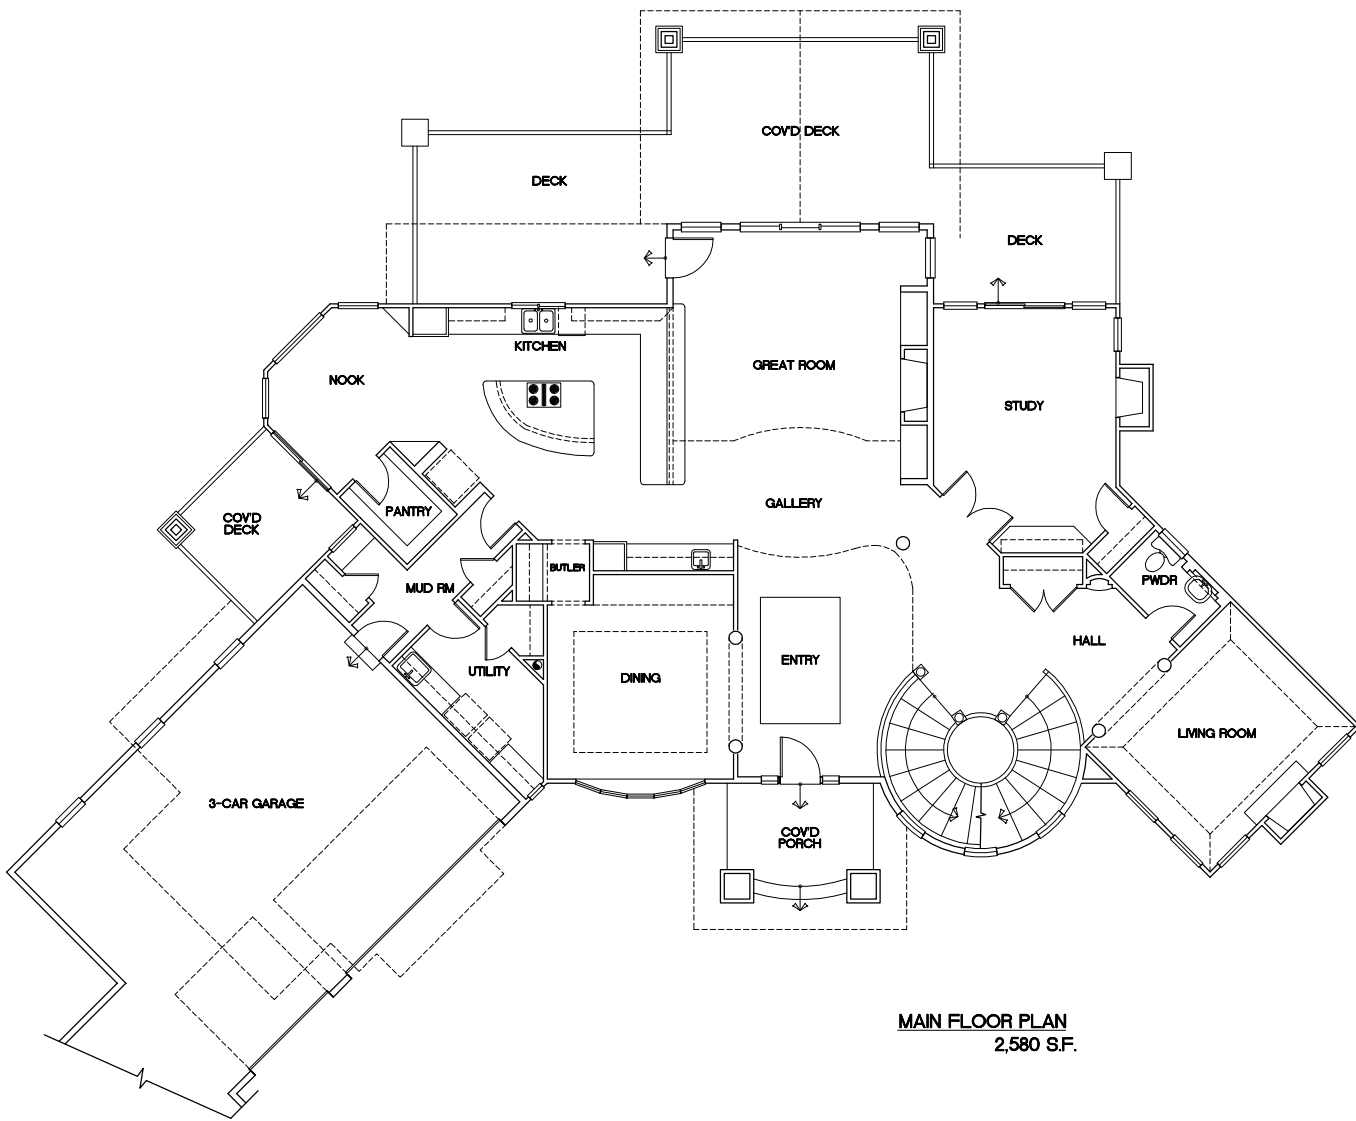 COV'D DECK
DECK
DECK
KITCHEN
GREAT ROOM
NOOK
STUDY
GALLERY
PANTRY
COV'D
DECK
BUTLER
MUD RM
PWDR
HALL
ENTRY
UTILITY
DINING
LIVING ROOM
3-CAR GARAGE
COV'D
PORCH
MAIN FLOOR PLAN
2,580 S.F.